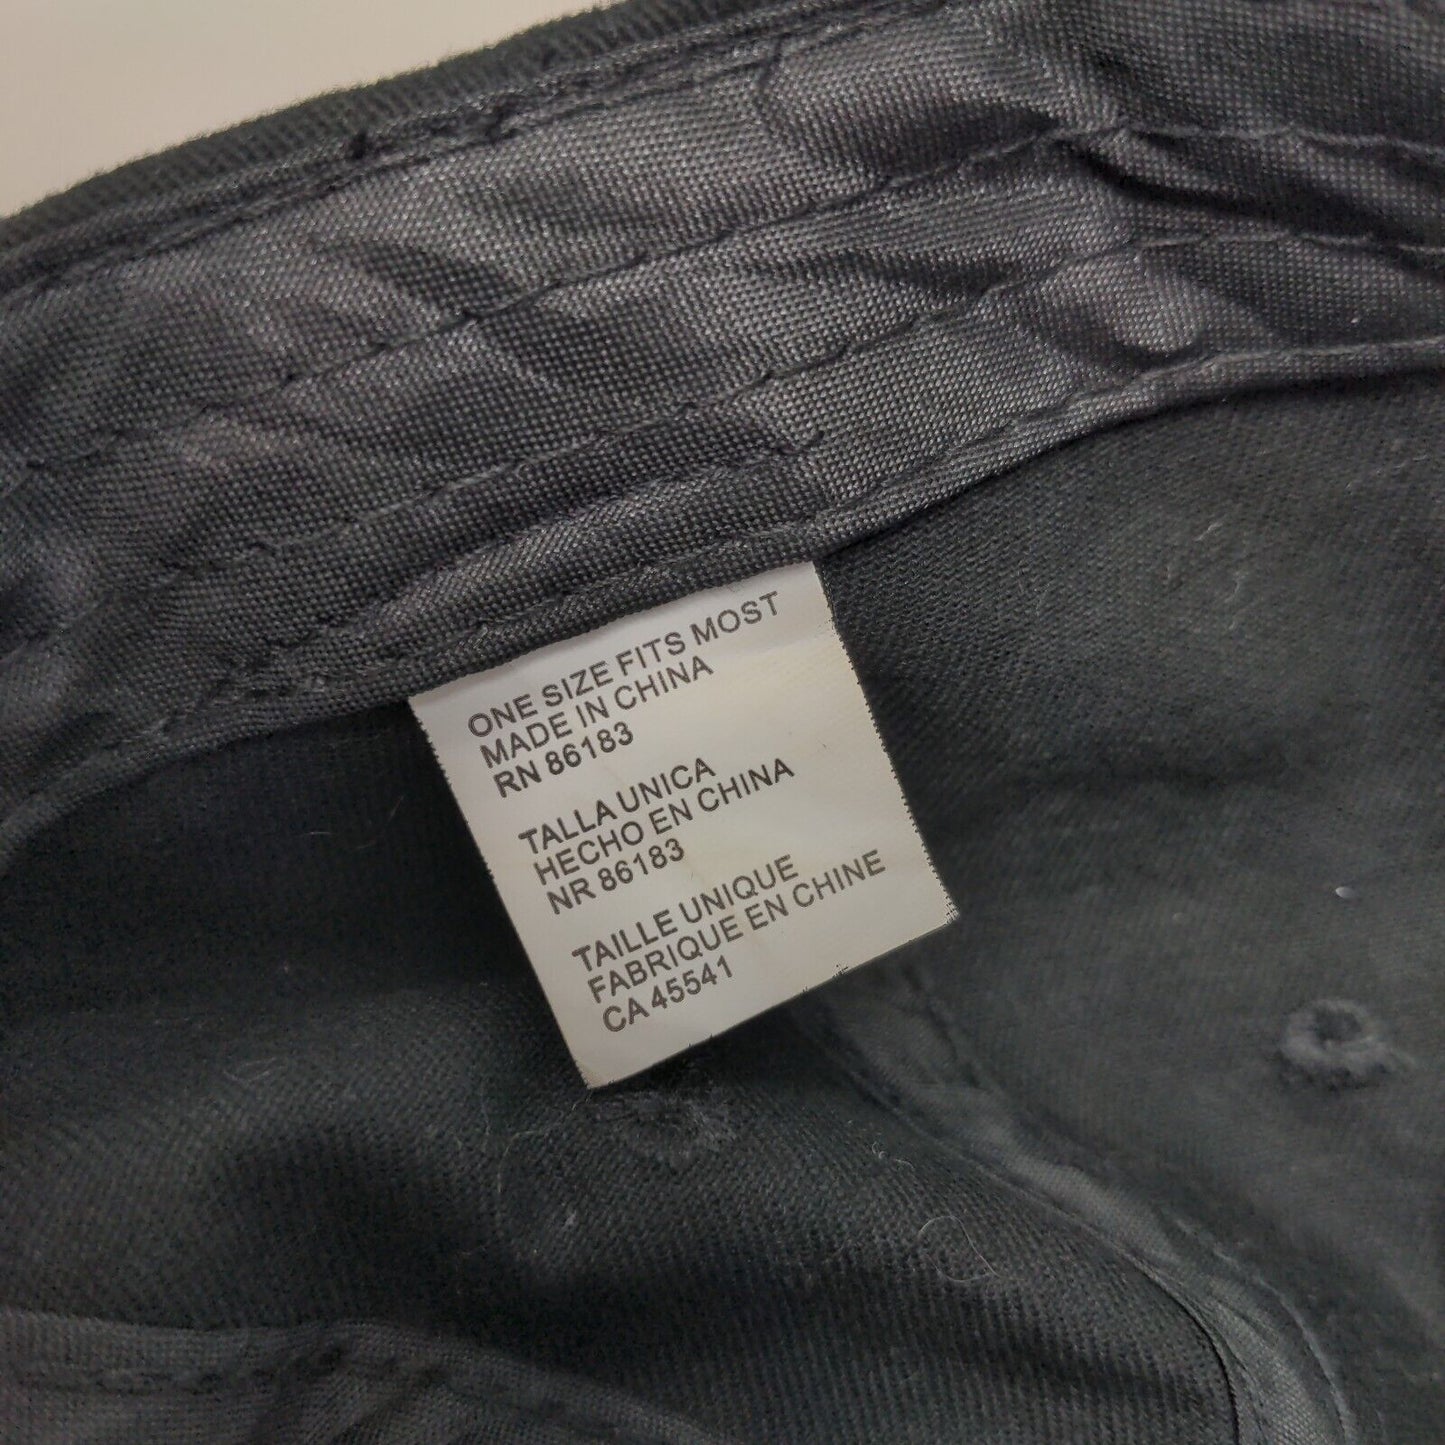 ONE SIZE FITS MOST
MADE IN CHINA
RN 86183
TALLA UNICA
HECHO EN CHINA
NR 86183
TAILLE UNIQUE
FABRIQUE EN CHINE
CA 45541